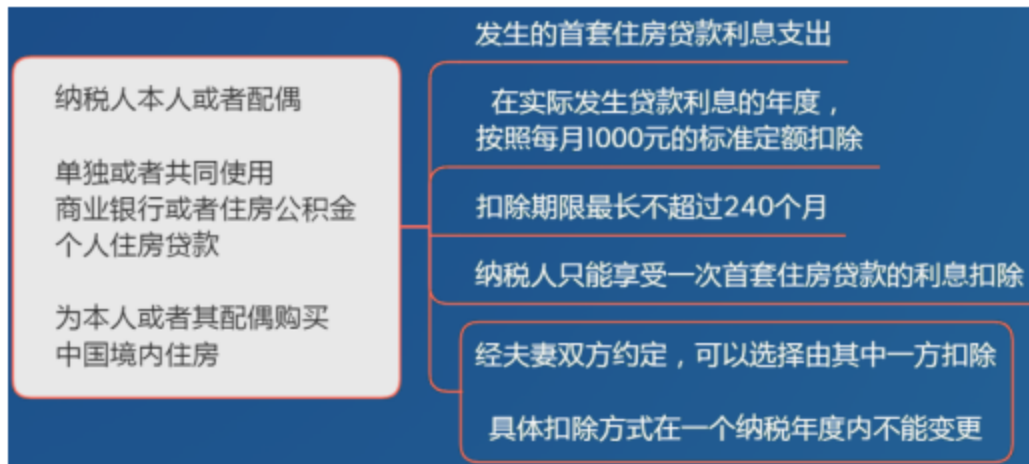 纳税人本人或者配偶
单独或者共同使用
商业银行或者住房公积金
个人住房贷款
为本人或者其配偶购买
中国境内住房
发生的首套住房贷款利息支出
在实际发生贷款利息的年度，
按照每月1000元的标准定额扣除
扣除期限最长不超过240个月
纳税人只能享受一次首套住房贷款的利息扣除
经夫妻双方约定，可以选择由其中一方扣除
具体扣除方式在一个纳税年度内不能变更